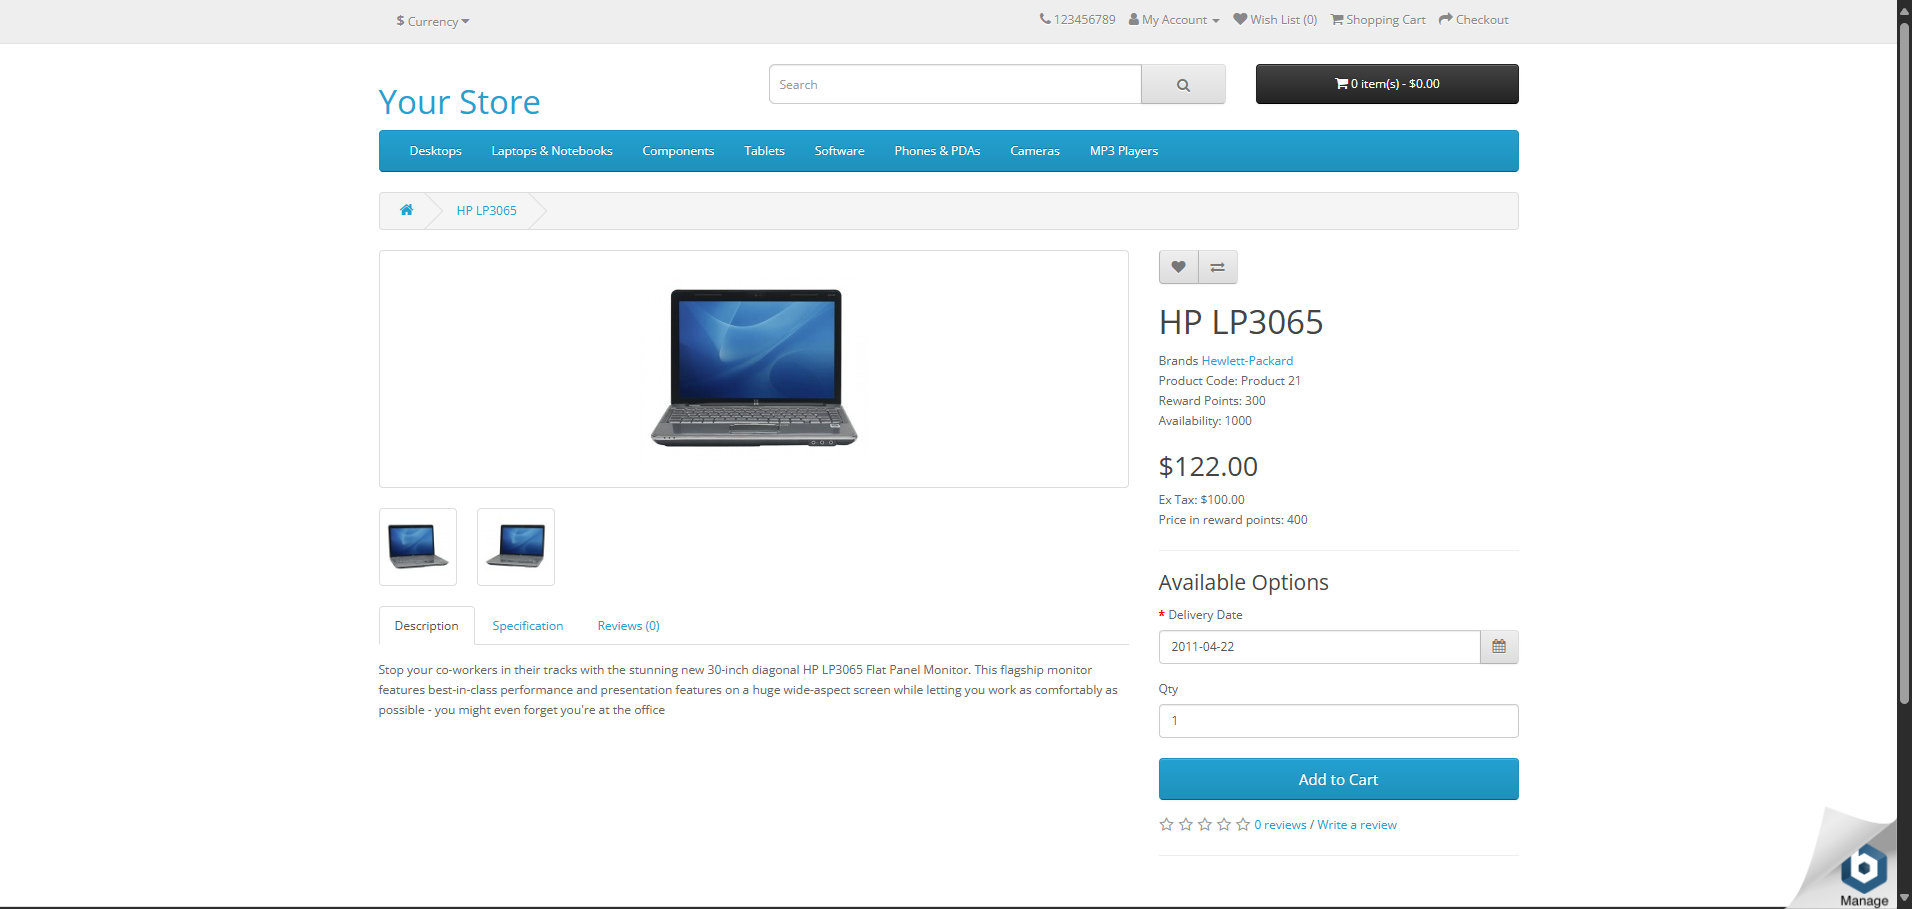 $ Currency
123456789 My Account Wish List (0) Shopping Cart Checkout
Your Store
Search
0 item(s) - $0.00
Desktops Laptops & Notebooks Components Tablets Software Phones & PDAs Cameras MP3 Players
HP LP3065
HP LP3065
Brands Hewlett-Packard
Product Code: Product 21
Reward Points: 300
Availability: 1000
$122.00
Ex Tax: $100.00
Price in reward points: 400
Available Options
* Delivery Date
2011-04-22
Qty
1
Add to Cart
0 reviews / Write a review
Description Specification Reviews (0)
Stop your co-workers in their tracks with the stunning new 30-inch diagonal HP LP3065 Flat Panel Monitor. This flagship monitor
features best-in-class performance and presentation features on a huge wide-aspect screen while letting you work as comfortably as
possible - you might even forget you're at the office
Manage